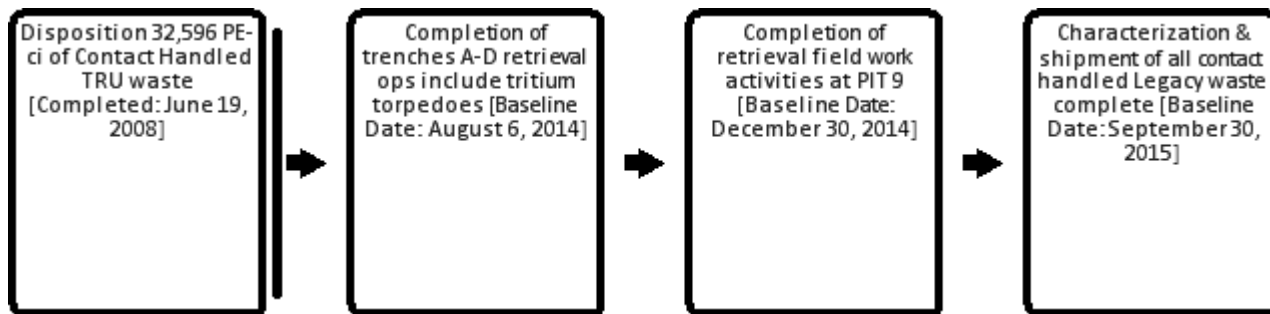 Disposition 32,596 PE-
ci of Contact Handled
TRU waste
[Completed: June 19,
2008]
Completion of
trenches A-D retrieval
ops include tritium
torpedoes [Baseline
Date: August 6, 2014]
Completion of
retrieval field work
activities at PIT 9
[Baseline Date:
December 30, 2014]
Characterization &
shipment of all contact
handled Legacy waste
complete [Baseline
Date: September 30,
2015]